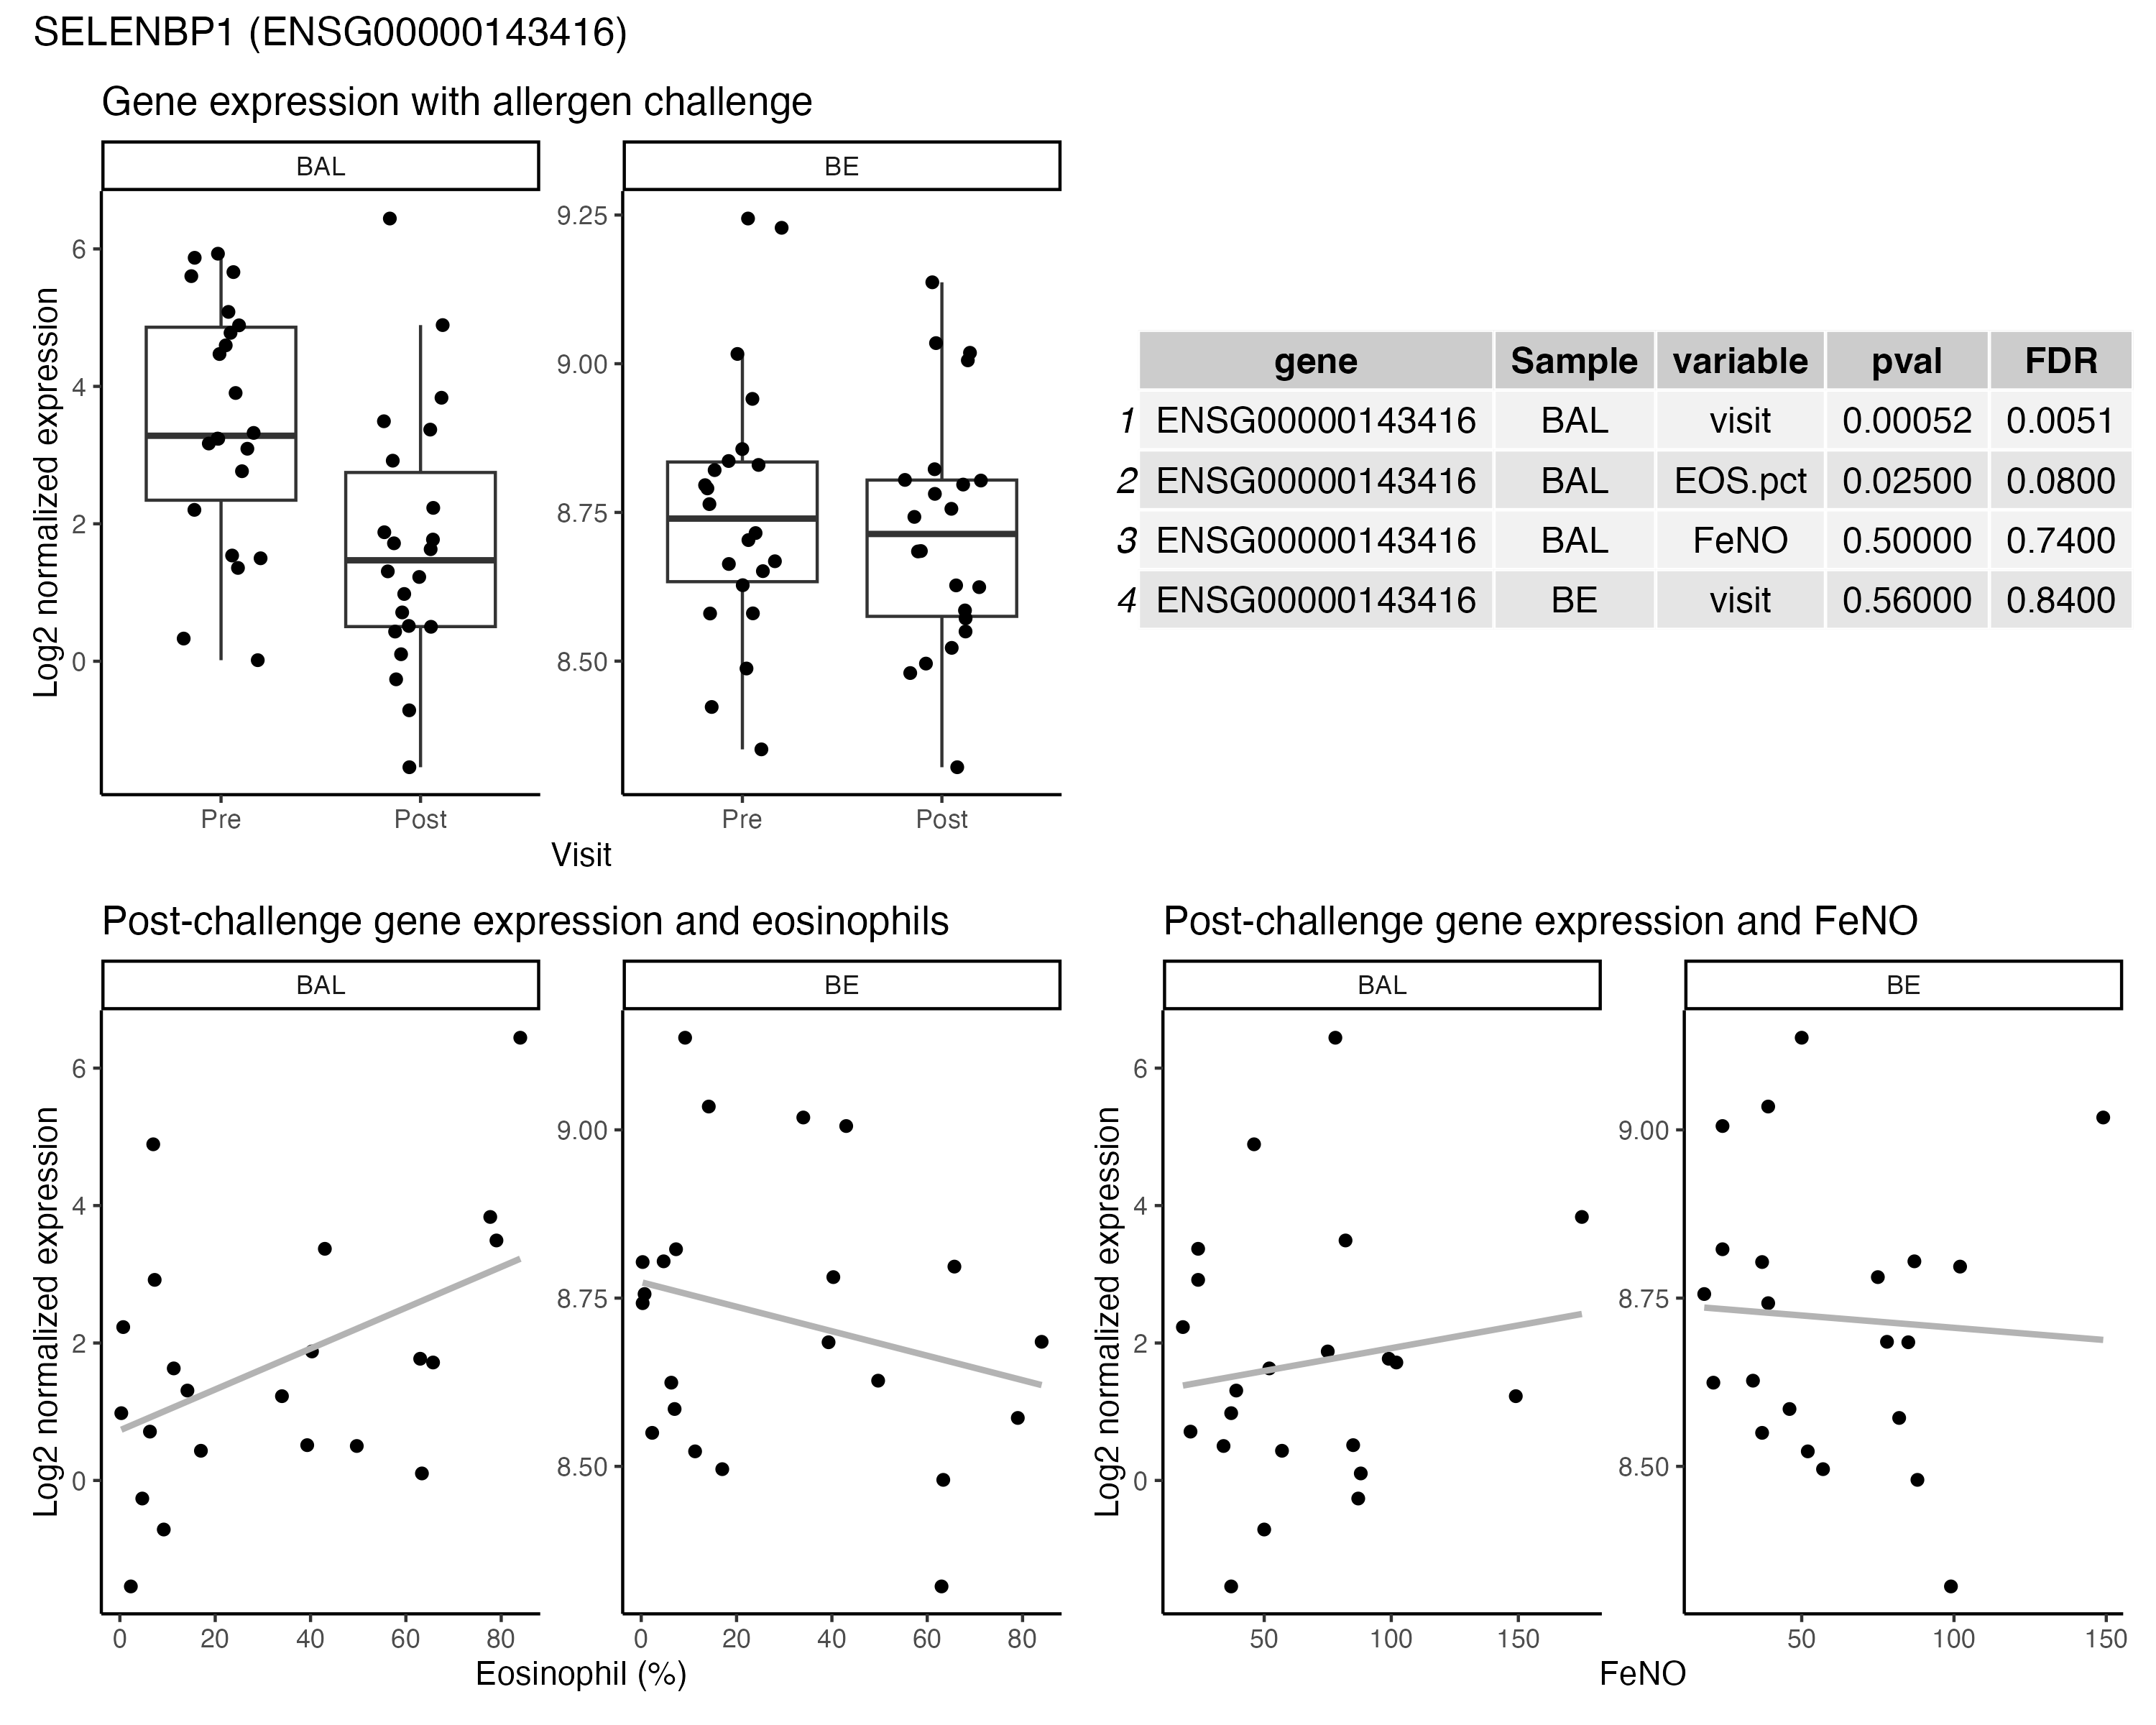 SELENBP1 (ENSG00000143416)
Gene expression with allergen challenge
BAL
BE
Log2 normalized expression
6
4
2
0
9.25
9.00
8.75
8.50
Pre
Post
Pre
Post
Visit
gene Sample variable pval FDR
1 ENSG00000143416 BAL visit 0.00052 0.0051
2 ENSG00000143416 BAL EOS.pct 0.02500 0.0800
3 ENSG00000143416 BAL FeNO 0.50000 0.7400
4 ENSG00000143416 BE visit 0.56000 0.8400
Post-challenge gene expression and eosinophils
BAL
BE
Log2 normalized expression
6
4
2
0
9.00
8.75
8.50
0 20 40 60 80
0 20 40 60 80
Eosinophil (%)
Post-challenge gene expression and FeNO
BAL
BE
Log2 normalized expression
6
4
2
0
9.00
8.75
8.50
50 100 150
50 100 150
FeNO